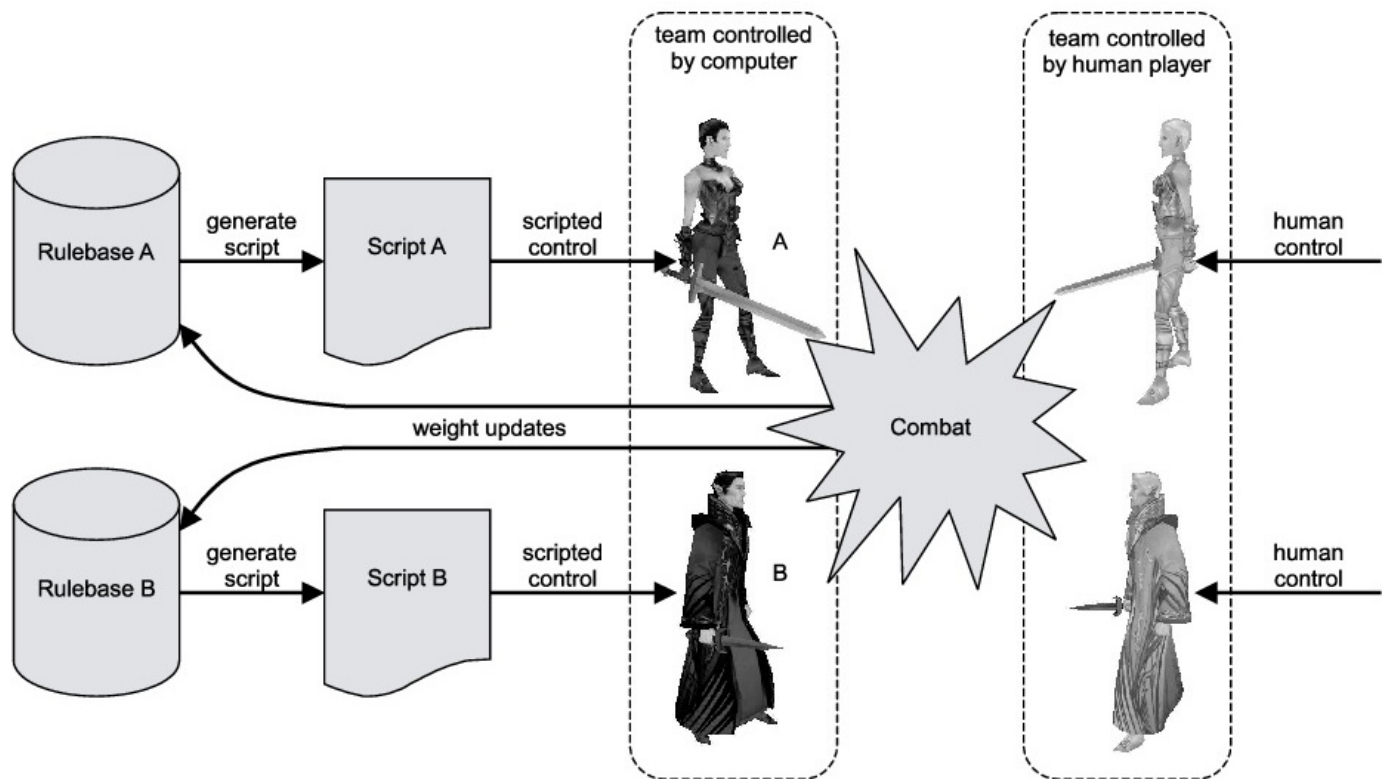 team controlled
by computer
team controlled
by human player
Rulebase A
generate
script
Script A
scripted
control
A
human
control
weight updates
Combat
Rulebase B
generate
script
Script B
scripted
control
B
human
control